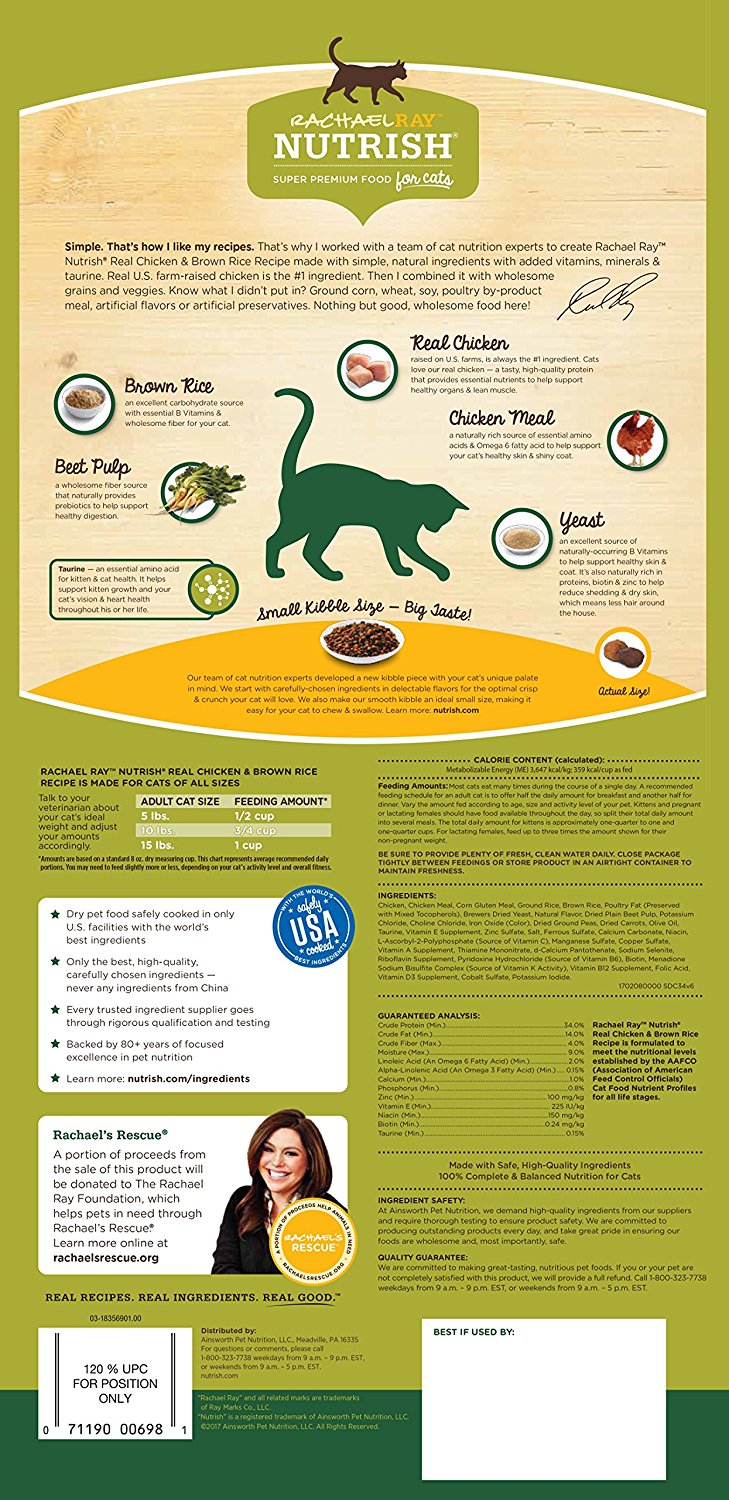 RACHAEL RAY™
NUTRISH®
SUPER PREMIUM FOOD for cats
Simple. That's how I like my recipes. That's why I worked with a team of cat nutrition experts to create Rachael Ray™
Nutrish® Real Chicken & Brown Rice Recipe made with simple, natural ingredients with added vitamins, minerals &
taurine. Real U.S. farm-raised chicken is the #1 ingredient. Then I combined it with wholesome
grains and veggies. Know what I didn't put in? Ground corn, wheat, soy, poultry by-product
meal, artificial flavors or artificial preservatives. Nothing but good, wholesome food here!
Real Chicken
raised on U.S. farms, is always the #1 ingredient. Cats
love our real chicken — a tasty, high-quality protein
that provides essential nutrients to help support
healthy organs & lean muscle.
Brown Rice
an excellent carbohydrate source
with essential B Vitamins &
wholesome fiber for your cat.
Chicken Meal
a naturally rich source of essential amino
acids & Omega 6 fatty acid to help support
your cat's healthy skin & shiny coat.
Beet Pulp
a wholesome fiber source
that naturally provides
prebiotics to help support
healthy digestion.
Yeast
an excellent source of
naturally-occurring B Vitamins
to help support healthy skin &
coat. It's also naturally rich in
proteins, biotin & zinc to help
reduce shedding & dry skin,
which means less hair around
the house.
Taurine — an essential amino acid
for kitten & cat health. It helps
support kitten growth and your
cat's vision & heart health
throughout his or her life.
Small Kibble Size — Big Taste!
Our team of cat nutrition experts developed a new kibble piece with your cat's unique palate
in mind. We start with carefully-chosen ingredients in delectable flavors for the optimal crisp
& crunch your cat will love. We also make our smooth kibble an ideal small size, making it
easy for your cat to chew & swallow. Learn more: nutrish.com
Actual Size!
RACHAEL RAY™ NUTRISH® REAL CHICKEN & BROWN RICE
RECIPE IS MADE FOR CATS OF ALL SIZES
Talk to your
veterinarian about
your cat's ideal
weight and adjust
your amounts
accordingly.
ADULT CAT SIZE FEEDING AMOUNT*
5 lbs. 1/2 cup
10 lbs. 3/4 cup
15 lbs. 1 cup
*Amounts are based on a standard 8 oz. dry measuring cup. This chart represents average recommended daily
portions. You may need to feed slightly more or less, depending on your cat's activity level and overall fitness.
Dry pet food safely cooked in only
U.S. facilities with the world's
best ingredients
Only the best, high-quality,
carefully chosen ingredients —
never any ingredients from China
Every trusted ingredient supplier goes
through rigorous qualification and testing
Backed by 80+ years of focused
excellence in pet nutrition
Learn more: nutrish.com/ingredients
WITH THE WORLD'S
safely
USA
cooked
BEST INGREDIENTS
Rachael's Rescue®
A portion of proceeds from
the sale of this product will
be donated to The Rachael
Ray Foundation, which
helps pets in need through
Rachael's Rescue®
Learn more online at
rachaelsrescue.org
A PORTION OF PROCEEDS HELP ANIMALS IN NEED
RACHAEL'S
RESCUE
RACHAELSRESCUE.ORG
REAL RECIPES. REAL INGREDIENTS. REAL GOOD.™
03-18356901.00
120 % UPC
FOR POSITION
ONLY
0 71190 00698 1
Distributed by:
Ainsworth Pet Nutrition, LLC., Meadville, PA 16335
For questions or comments, please call
1-800-323-7738 weekdays from 9 a.m. – 9 p.m. EST,
or weekends from 9 a.m. – 5 p.m. EST.
nutrish.com
"Rachael Ray" and all related marks are trademarks
of Ray Marks Co., LLC.
"Nutrish" is a registered trademark of Ainsworth Pet Nutrition, LLC.
©2017 Ainsworth Pet Nutrition, LLC. All Rights Reserved.
CALORIE CONTENT (calculated):
Metabolizable Energy (ME) 3,647 kcal/kg; 359 kcal/cup as fed
Feeding Amounts: Most cats eat many times during the course of a single day. A recommended
feeding schedule for an adult cat is to offer half the daily amount for breakfast and another half for
dinner. Vary the amount fed according to age, size and activity level of your pet. Kittens and pregnant
or lactating females should have food available throughout the day, so split their total daily amount
into several meals. The total daily amount for kittens is approximately one-quarter to one and
one-quarter cups. For lactating females, feed up to three times the amount shown for their
non-pregnant weight.
BE SURE TO PROVIDE PLENTY OF FRESH, CLEAN WATER DAILY. CLOSE PACKAGE
TIGHTLY BETWEEN FEEDINGS OR STORE PRODUCT IN AN AIRTIGHT CONTAINER TO
MAINTAIN FRESHNESS.
INGREDIENTS:
Chicken, Chicken Meal, Corn Gluten Meal, Ground Rice, Brown Rice, Poultry Fat (Preserved
with Mixed Tocopherols), Brewers Dried Yeast, Natural Flavor, Dried Plain Beet Pulp, Potassium
Chloride, Choline Chloride, Iron Oxide (Color), Dried Ground Peas, Dried Carrots, Olive Oil,
Taurine, Vitamin E Supplement, Zinc Sulfate, Salt, Ferrous Sulfate, Calcium Carbonate, Niacin,
L-Ascorbyl-2-Polyphosphate (Source of Vitamin C), Manganese Sulfate, Copper Sulfate,
Vitamin A Supplement, Thiamine Mononitrate, d-Calcium Pantothenate, Sodium Selenite,
Riboflavin Supplement, Pyridoxine Hydrochloride (Source of Vitamin B6), Biotin, Menadione
Sodium Bisulfite Complex (Source of Vitamin K Activity), Vitamin B12 Supplement, Folic Acid,
Vitamin D3 Supplement, Cobalt Sulfate, Potassium Iodide.
1702080000 SDC34v6
GUARANTEED ANALYSIS:
Crude Protein (Min.) 34.0%
Crude Fat (Min.) 14.0%
Crude Fiber (Max.) 4.0%
Moisture (Max.) 9.0%
Linoleic Acid (An Omega 6 Fatty Acid) (Min.) 2.0%
Alpha-Linolenic Acid (An Omega 3 Fatty Acid) (Min.) 0.15%
Calcium (Min.) 1.0%
Phosphorus (Min.) 0.8%
Zinc (Min.) 100 mg/kg
Vitamin E (Min.) 225 IU/kg
Niacin (Min.) 150 mg/kg
Biotin (Min.) 0.24 mg/kg
Taurine (Min.) 0.15%
Rachael Ray™ Nutrish®
Real Chicken & Brown Rice
Recipe is formulated to
meet the nutritional levels
established by the AAFCO
(Association of American
Feed Control Officials)
Cat Food Nutrient Profiles
for all life stages.
Made with Safe, High-Quality Ingredients
100% Complete & Balanced Nutrition for Cats
INGREDIENT SAFETY:
At Ainsworth Pet Nutrition, we demand high-quality ingredients from our suppliers
and require thorough testing to ensure product safety. We are committed to
producing outstanding products every day, and take great pride in ensuring our
foods are wholesome and, most importantly, safe.
QUALITY GUARANTEE:
We are committed to making great-tasting, nutritious pet foods. If you or your pet are
not completely satisfied with this product, we will provide a full refund. Call 1-800-323-7738
weekdays from 9 a.m. – 9 p.m. EST, or weekends from 9 a.m. – 5 p.m. EST.
BEST IF USED BY: